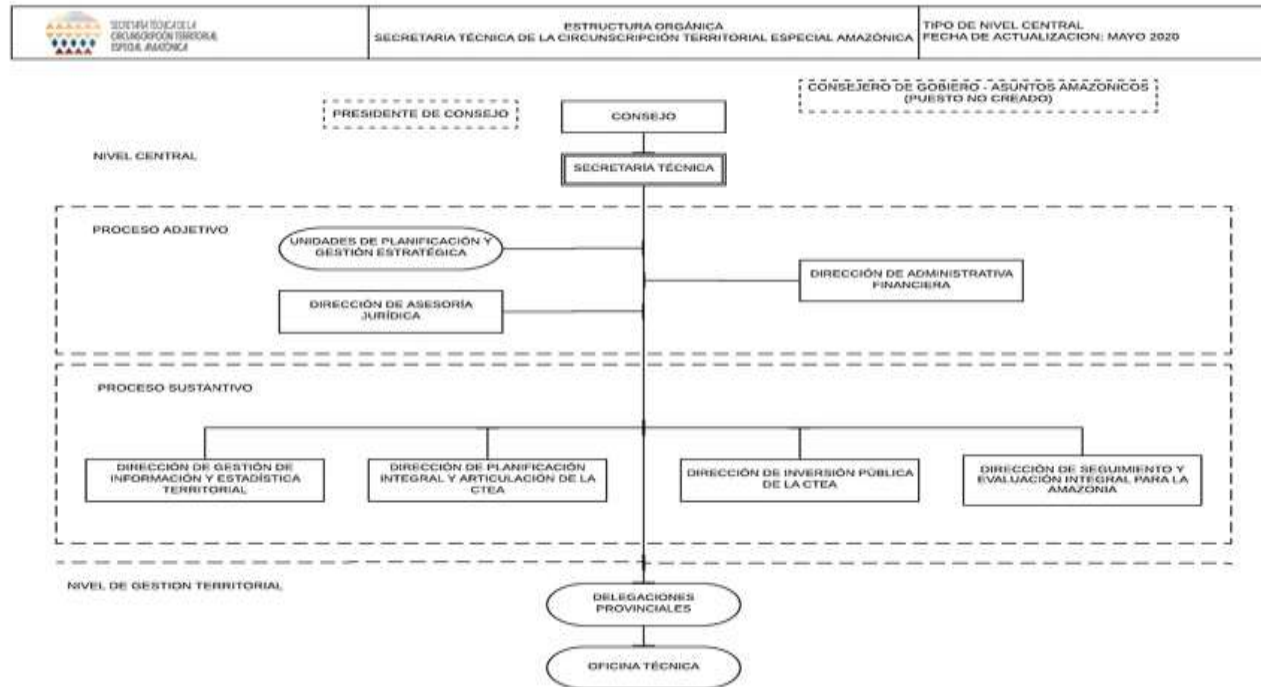 SECRETARÍA TÉCNICA DE LA
CIRCUNSCRIPCIÓN TERRITORIAL
ESPECIAL AMAZÓNICA
ESTRUCTURA ORGÁNICA
SECRETARIA TÉCNICA DE LA CIRCUNSCRIPCIÓN TERRITORIAL ESPECIAL AMAZÓNICA
TIPO DE NIVEL CENTRAL
FECHA DE ACTUALIZACION: MAYO 2020
PRESIDENTE DE CONSEJO
CONSEJO
CONSEJERO DE GOBIERO - ASUNTOS AMAZONICOS
(PUESTO NO CREADO)
NIVEL CENTRAL
SECRETARÍA TÉCNICA
PROCESO ADJETIVO
UNIDADES DE PLANIFICACIÓN Y
GESTIÓN ESTRATÉGICA
DIRECCIÓN DE ADMINISTRATIVA
FINANCIERA
DIRECCIÓN DE ASESORÍA
JURÍDICA
PROCESO SUSTANTIVO
DIRECCIÓN DE GESTIÓN DE
INFORMACIÓN Y ESTADÍSTICA
TERRITORIAL
DIRECCIÓN DE PLANIFICACIÓN
INTEGRAL Y ARTICULACIÓN DE LA
CTEA
DIRECCIÓN DE INVERSIÓN PÚBLICA
DE LA CTEA
DIRECCIÓN DE SEGUIMIENTO Y
EVALUACIÓN INTEGRAL PARA LA
AMAZONIA
NIVEL DE GESTION TERRITORIAL
DELEGACIONES
PROVINCIALES
OFICINA TÉCNICA